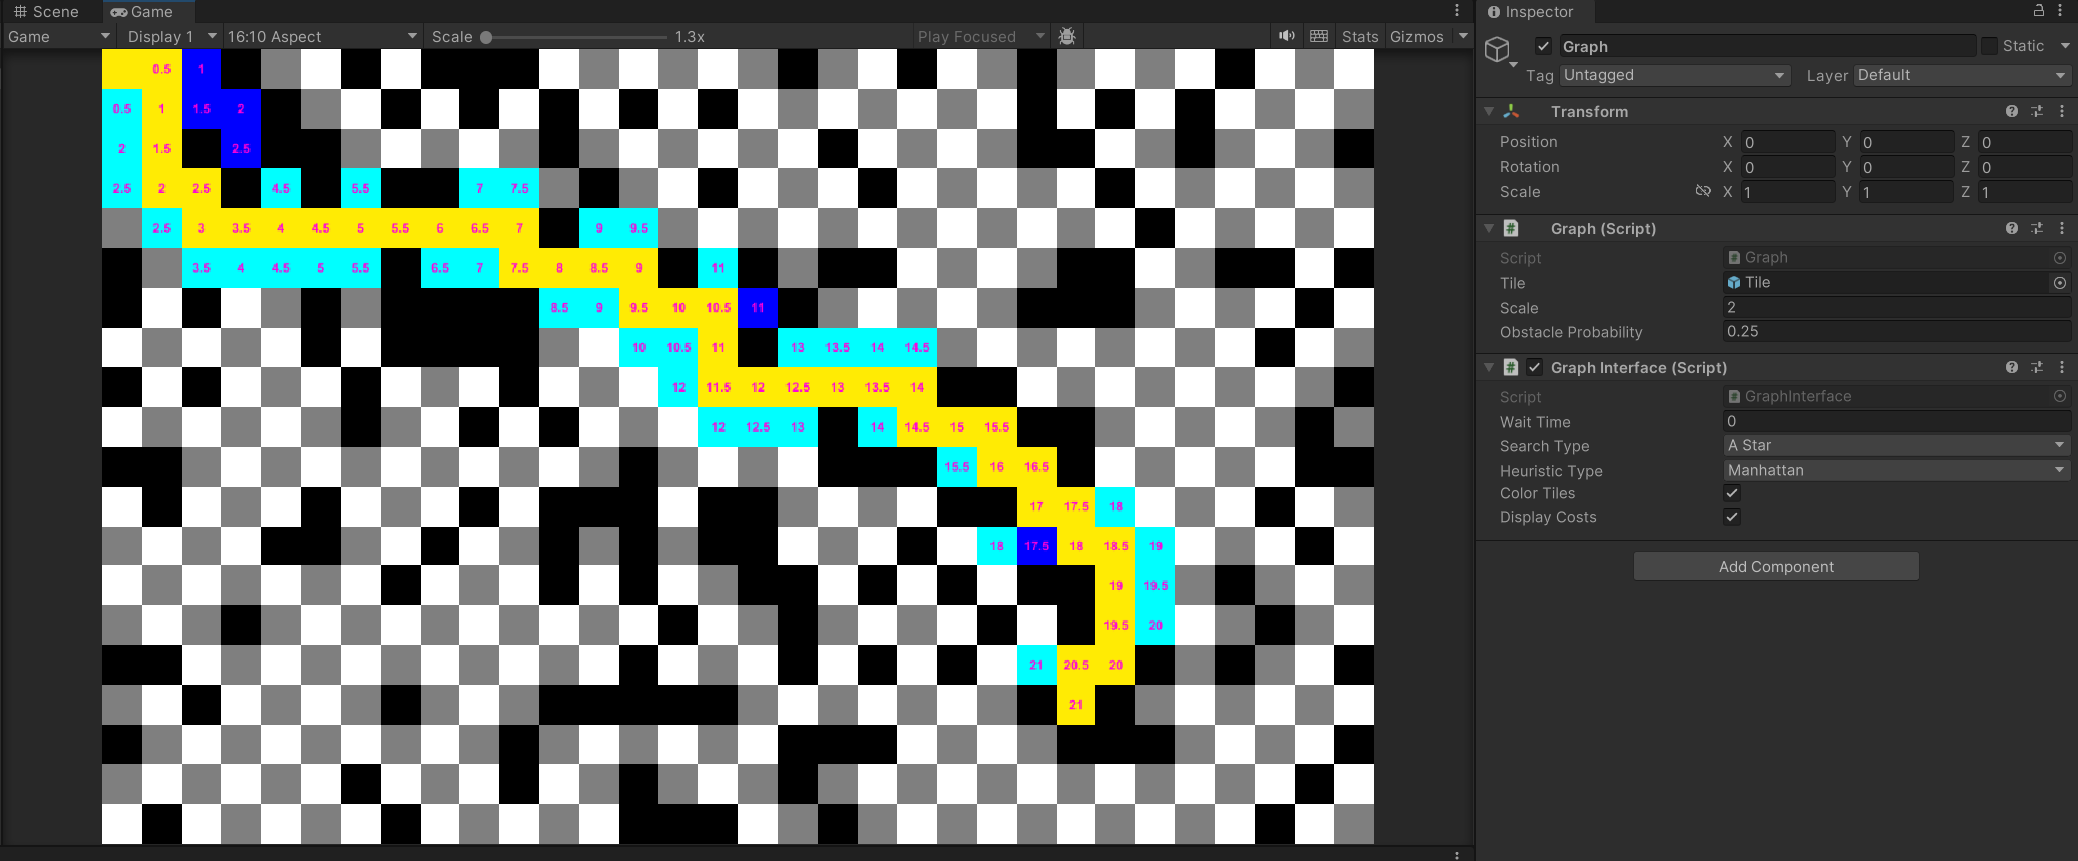 Scene Game
Game Display 1 16:10 Aspect Scale 1.3x Play Focused Stats Gizmos
0.5 1
0.5 1 1.5 2
2 1.5 2.5
2.5 2 2.5 4.5 5.5 7 7.5
2.5 3 3.5 4 4.5 5 5.5 6 6.5 7 9 9.5
3.5 4 4.5 5 5.5 6.5 7 7.5 8 8.5 9 11
8.5 9 9.5 10 10.5 11
10 10.5 11 13 13.5 14 14.5
12 11.5 12 12.5 13 13.5 14
12 12.5 13 14 14.5 15 15.5
15.5 16 16.5
17 17.5 18
18 17.5 18 18.5 19
19 19.5
19.5 20
21 20.5 20
21
Inspector
Graph Static
Tag Untagged Layer Default
Transform
Position X 0 Y 0 Z 0
Rotation X 0 Y 0 Z 0
Scale X 1 Y 1 Z 1
# Graph (Script)
Script # Graph
Tile Tile
Scale 2
Obstacle Probability 0.25
# Graph Interface (Script)
Script # GraphInterface
Wait Time 0
Search Type A Star
Heuristic Type Manhattan
Color Tiles
Display Costs
Add Component